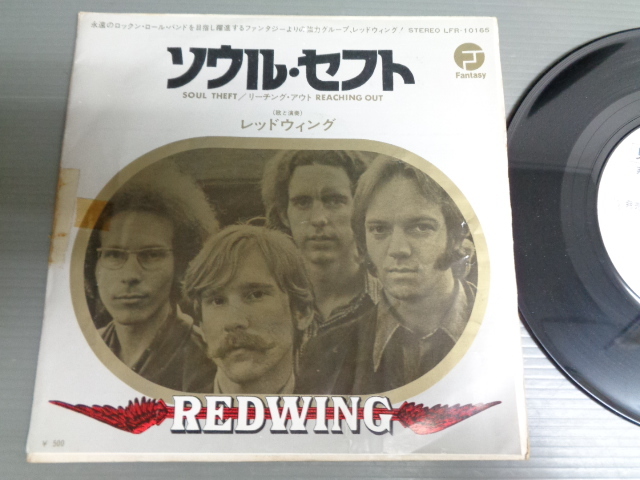 永遠のロックン・ロール・バンドを目指し躍進するファンタジーよりの強力グループ、レッドウィング! STEREO LFR-10165
ソウル・セフト
Fantasy
SOUL THEFT/リーチング・アウト REACHING OUT
(歌と演奏)
レッドウィング
REDWING
¥ 500